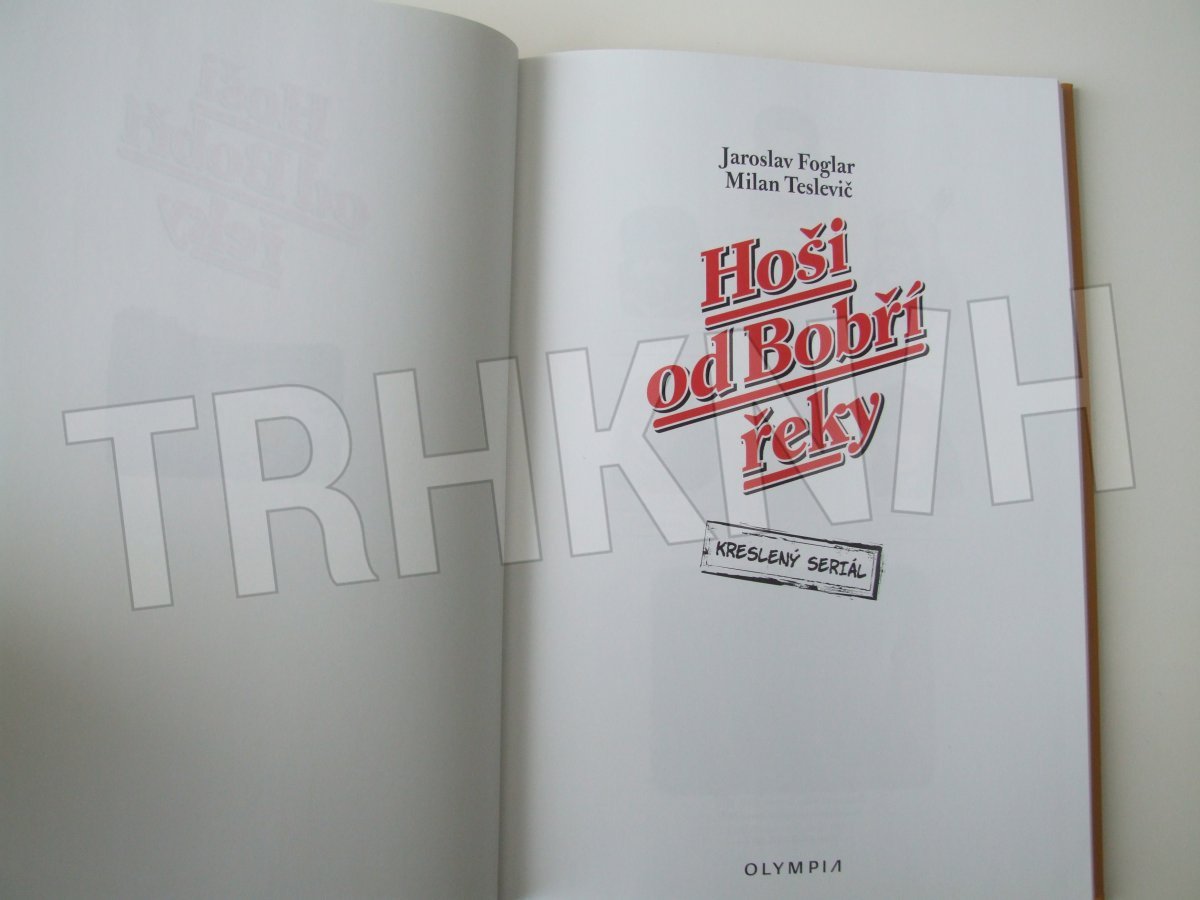 Jaroslav Foglar
Milan Teslevič
Hoši
od Bobří
řeky
KRESLENÝ SERIÁL
OLYMPIA
TRHKNIH